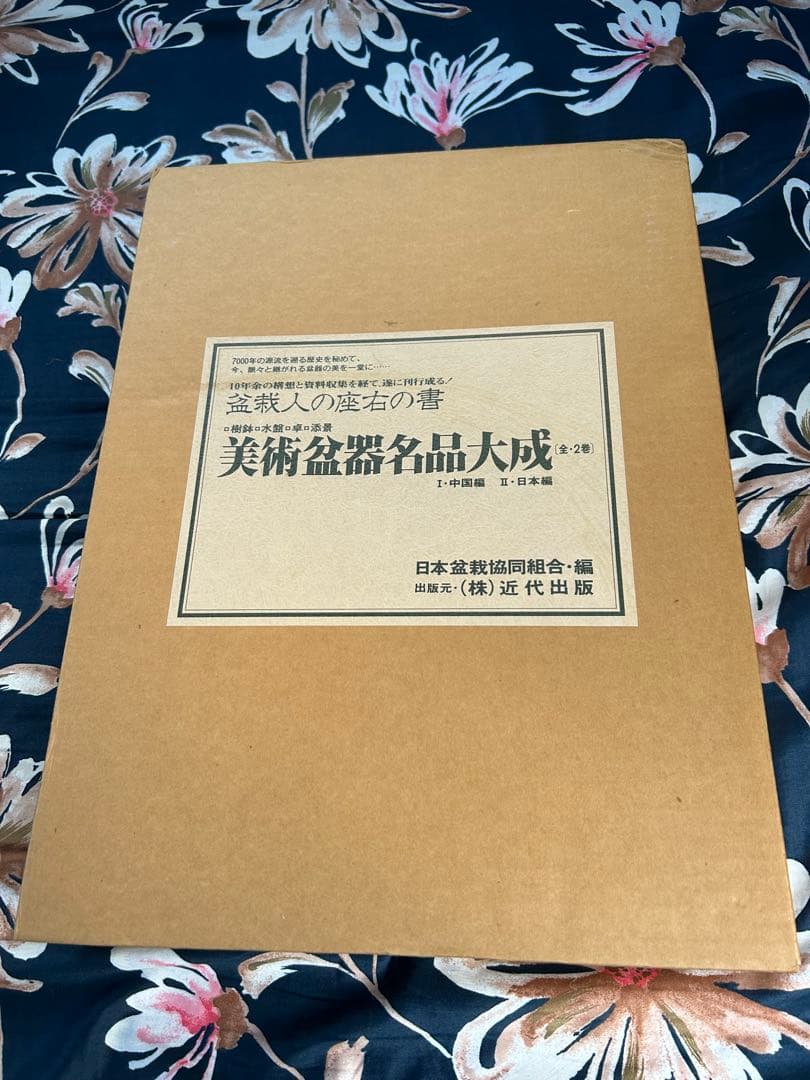 7000年の源流を遡る歴史を秘めて、
今、脈々と継がれる盆器の美を一堂に……
10年余の構想と資料収集を経て、遂に刊行成る!
盆栽人の座右の書
□樹鉢□水盤□卓□添景
美術盆器名品大成〔全・2巻〕
I・中国編 II・日本編
日本盆栽協同組合・編
出版元・(株)近代出版